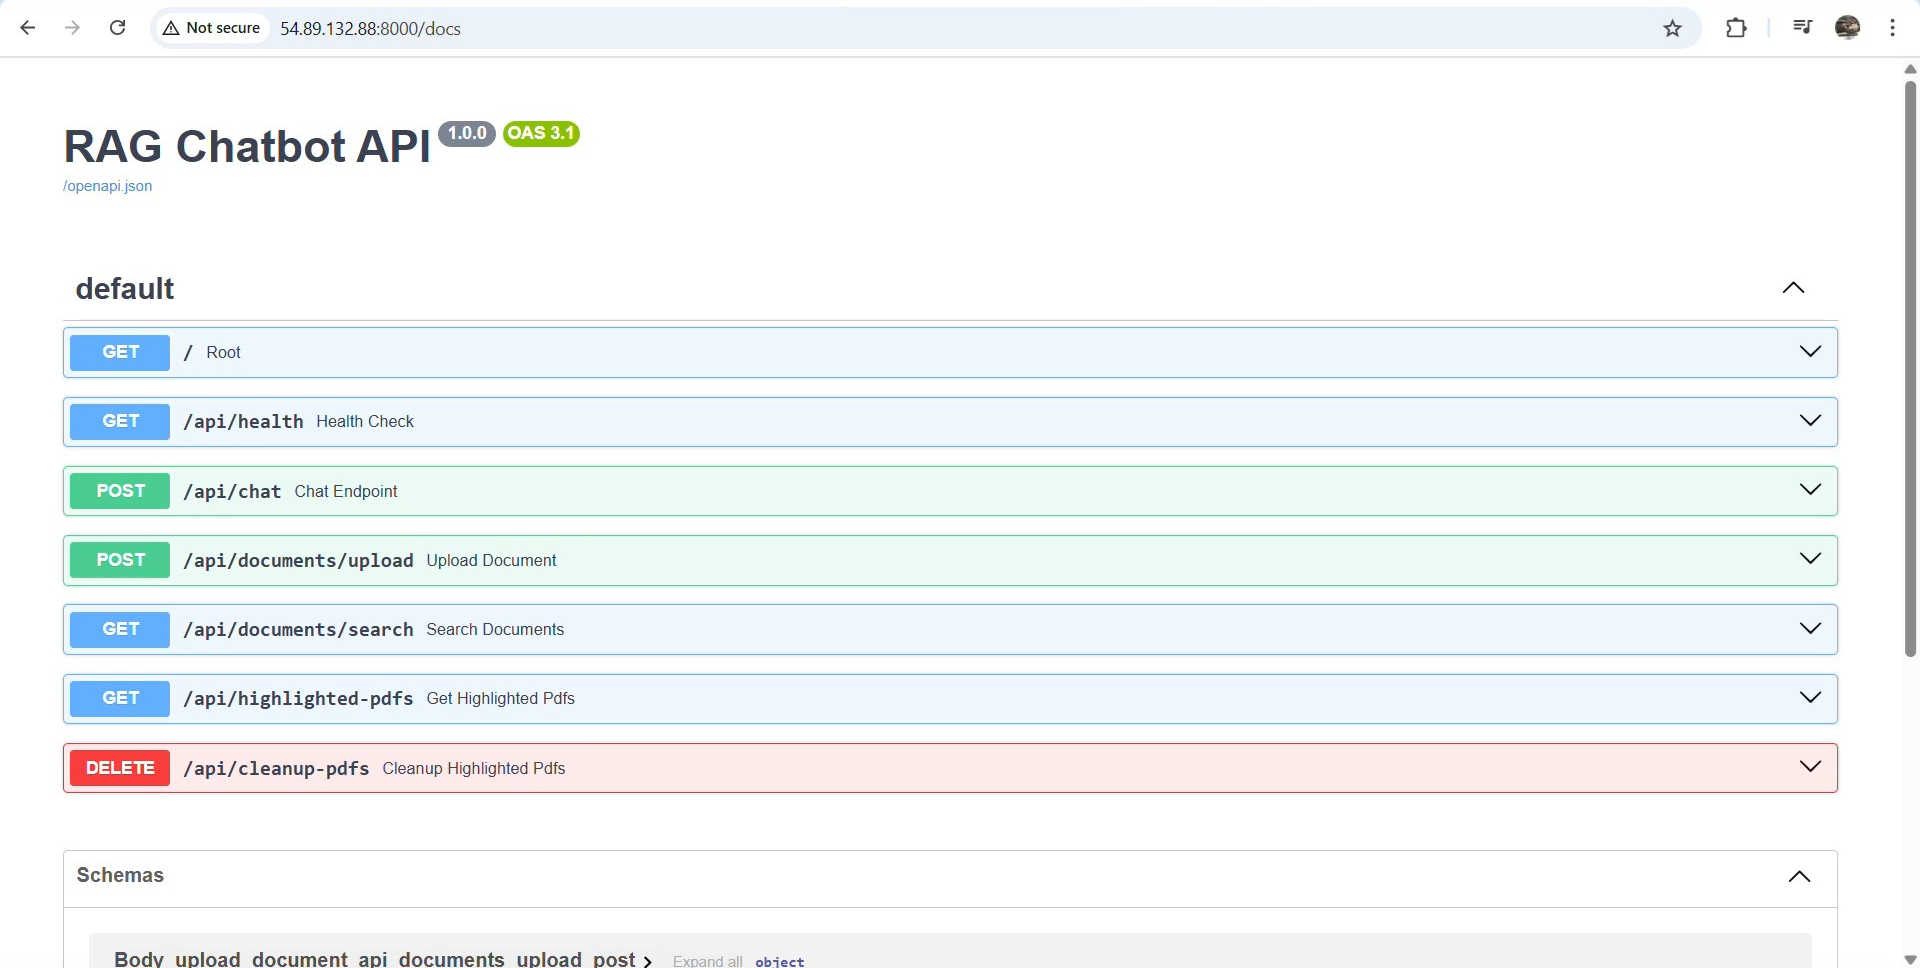 Not secure 54.89.132.88:8000/docs
RAG Chatbot API 1.0.0 OAS 3.1
/openapi.json
default
GET / Root
GET /api/health Health Check
POST /api/chat Chat Endpoint
POST /api/documents/upload Upload Document
GET /api/documents/search Search Documents
GET /api/highlighted-pdfs Get Highlighted Pdfs
DELETE /api/cleanup-pdfs Cleanup Highlighted Pdfs
Schemas
Body_upload_document_api_documents_upload_post Expand all object